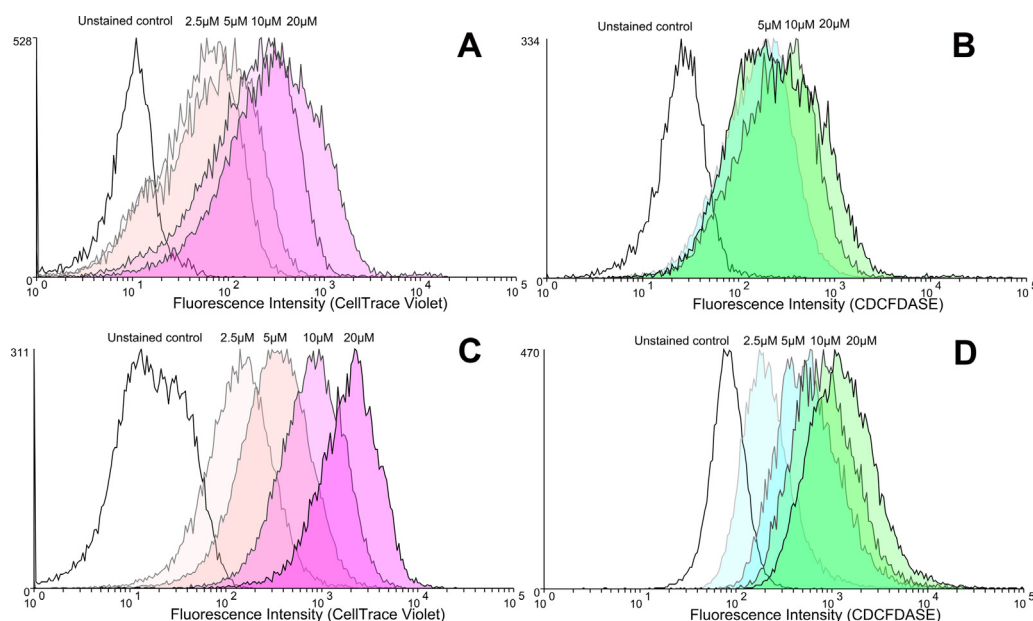 Unstained control 2.5µM 5µM 10µM 20µM
A
528
0
10^0 10^1 10^2 10^3 10^4 10^5
Fluorescence Intensity (CellTrace Violet)
Unstained control 5µM 10µM 20µM
B
334
0
10^0 10^1 10^2 10^3 10^4 10^5
Fluorescence Intensity (CDCFDASE)
Unstained control 2.5µM 5µM 10µM 20µM
C
311
0
10^0 10^1 10^2 10^3 10^4 10^5
Fluorescence Intensity (CellTrace Violet)
Unstained control 2.5µM 5µM 10µM 20µM
D
470
0
10^0 10^1 10^2 10^3 10^4 10^5
Fluorescence Intensity (CDCFDASE)